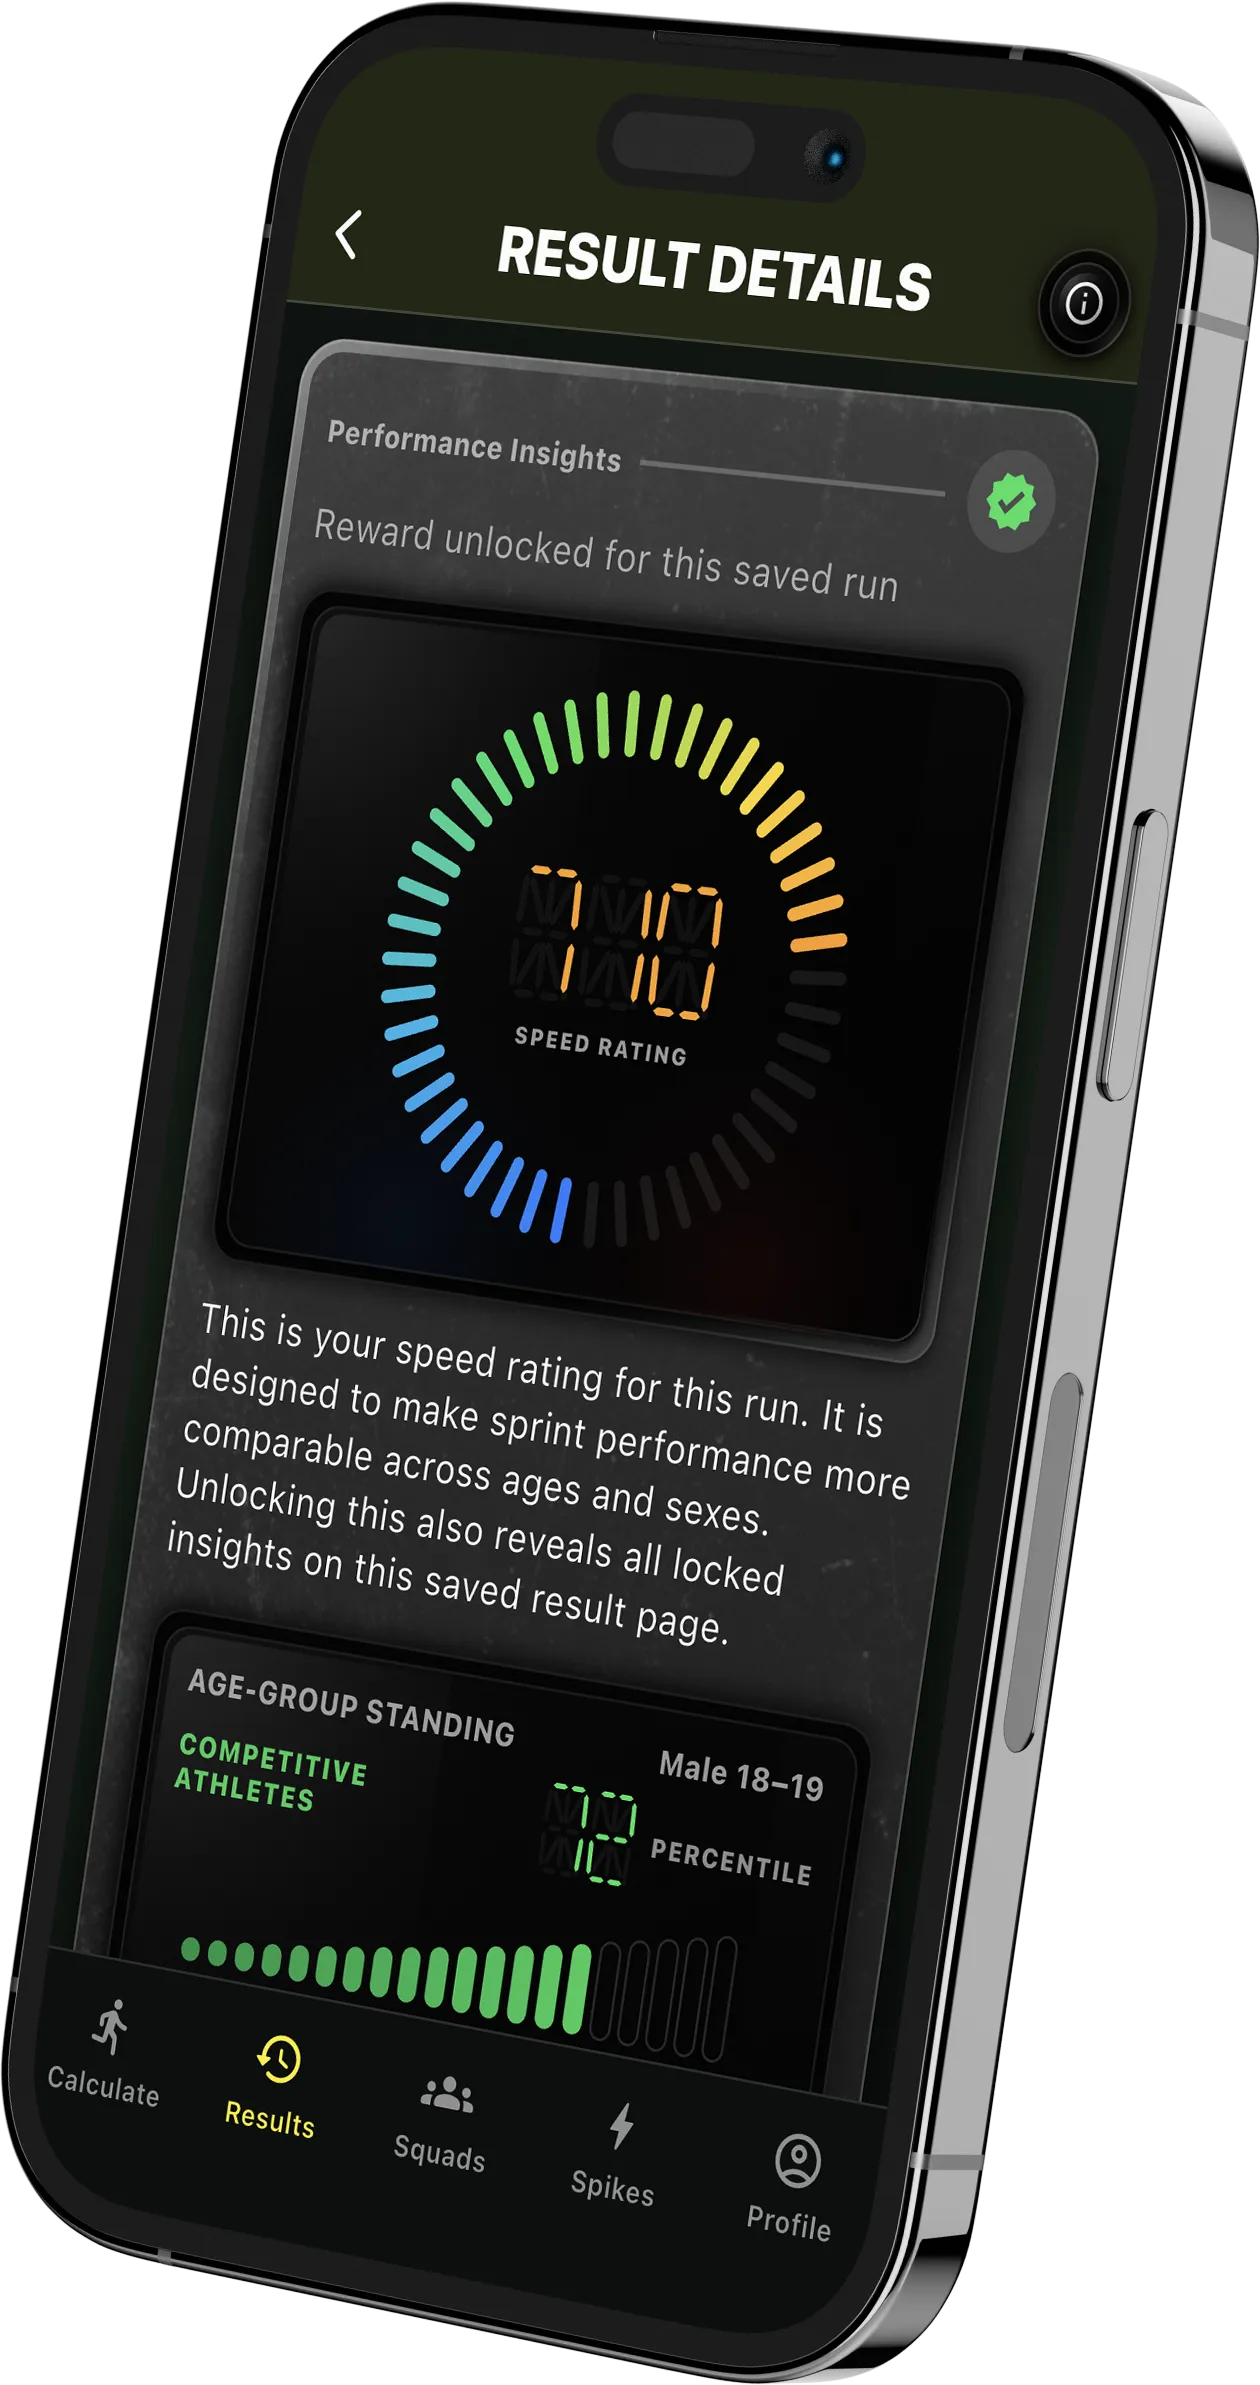 RESULT DETAILS
Performance Insights
Reward unlocked for this saved run
710
SPEED RATING
This is your speed rating for this run. It is
designed to make sprint performance more
comparable across ages and sexes.
Unlocking this also reveals all locked
insights on this saved result page.
AGE-GROUP STANDING
Male 18–19
COMPETITIVE
ATHLETES
72 PERCENTILE
Calculate
Results
Squads
Spikes
Profile